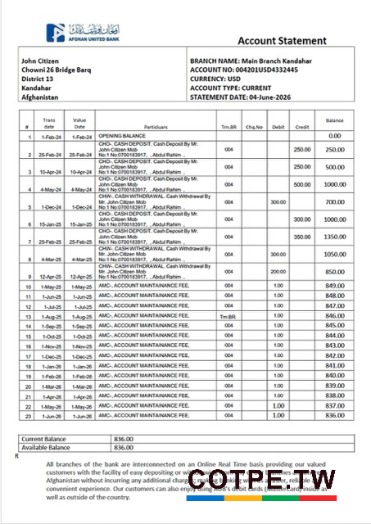 AFGHAN UNITED BANK
Account Statement
John Citizen
Chowni 26 Bridge Barq
District 13
Kandahar
Afghanistan
BRANCH NAME: Main Branch Kandahar
ACCOUNT NO: 004201USD4332445
CURRENCY: USD
ACCOUNT TYPE: CURRENT
STATEMENT DATE: 04-June-2026
# Trans date Value Date Particulars Trn.BR Chq.No Debit Credit Balance
1 1-Feb-24 1-Feb-24 OPENING BALANCE 0.00
2 25-Feb-24 25-Feb-24 CHD-. CASH DEPOSIT. Cash Deposit By Mr. John Citizen Mob No:1 No:0700183917, ..Abdul Rahim .. 004 250.00 250.00
3 10-Apr-24 10-Apr-24 CHD-. CASH DEPOSIT. Cash Deposit By Mr. John Citizen Mob No:1 No:0700183917, ..Abdul Rahim .. 004 250.00 500.00
4 4-May-24 4-May-24 CHD-. CASH DEPOSIT. Cash Deposit By Mr. John Citizen Mob No:1 No:0700183917, ..Abdul Rahim .. 004 500.00 1000.00
5 1-Dec-24 1-Dec-24 CHW-. CASH WITHDRAWAL. Cash Withdrawal By Mr. John Citizen Mob No:1 No:0700183917, ..Abdul Rahim .. 004 300.00 700.00
6 15-Jan-25 15-Jan-25 CHD-. CASH DEPOSIT. Cash Deposit By Mr. John Citizen Mob No:1 No:0700183917, ..Abdul Rahim .. 004 300.00 1000.00
7 25-Feb-25 25-Feb-25 CHD-. CASH DEPOSIT. Cash Deposit By Mr. John Citizen Mob No:1 No:0700183917, ..Abdul Rahim .. 004 350.00 1350.00
8 4-Mar-25 4-Mar-25 CHW-. CASH WITHDRAWAL. Cash Withdrawal By Mr. John Citizen Mob No:1 No:0700183917, ..Abdul Rahim .. 004 300.00 1050.00
9 12-Apr-25 12-Apr-25 CHW-. CASH WITHDRAWAL. Cash Withdrawal By Mr. John Citizen Mob No:1 No:0700183917, ..Abdul Rahim .. 004 200.00 850.00
10 1-May-25 1-May-25 AMC-. ACCOUNT MAINTAINANCE FEE, 004 1.00 849.00
11 1-Jun-25 1-Jun-25 AMC-. ACCOUNT MAINTAINANCE FEE, 004 1.00 848.00
12 1-Jul-25 1-Jul-25 AMC-. ACCOUNT MAINTAINANCE FEE, 004 1.00 847.00
13 1-Aug-25 1-Aug-25 AMC-. ACCOUNT MAINTAINANCE FEE, Trn.BR 1.00 846.00
14 1-Sep-25 1-Sep-25 AMC-. ACCOUNT MAINTAINANCE FEE, 004 1.00 845.00
15 1-Oct-25 1-Oct-25 AMC-. ACCOUNT MAINTAINANCE FEE, 004 1.00 844.00
16 1-Nov-25 1-Nov-25 AMC-. ACCOUNT MAINTAINANCE FEE, 004 1.00 843.00
17 1-Dec-25 1-Dec-25 AMC-. ACCOUNT MAINTAINANCE FEE, 004 1.00 842.00
18 1-Jan-26 1-Jan-26 AMC-. ACCOUNT MAINTAINANCE FEE, 004 1.00 841.00
19 1-Feb-26 1-Feb-26 AMC-. ACCOUNT MAINTAINANCE FEE, 004 1.00 840.00
20 1-Mar-26 1-Mar-26 AMC-. ACCOUNT MAINTAINANCE FEE, 004 1.00 839.00
21 1-Apr-26 1-Apr-26 AMC-. ACCOUNT MAINTAINANCE FEE, 004 1.00 838.00
22 1-May-26 1-May-26 AMC-. ACCOUNT MAINTAINANCE FEE, 004 1.00 837.00
23 1-Jun-26 1-Jun-26 AMC-. ACCOUNT MAINTAINANCE FEE, 004 1.00 836.00
Current Balance 836.00
Available Balance 836.00
R
All branches of the bank are interconnected on an Online Real Time basis providing our valued
customers with the facility of easy depositing or
Afghanistan without incurring any additional reliable
convenient experience. Our customers can also enjoy debit cards
well as outside of the country.
COTPE.TW